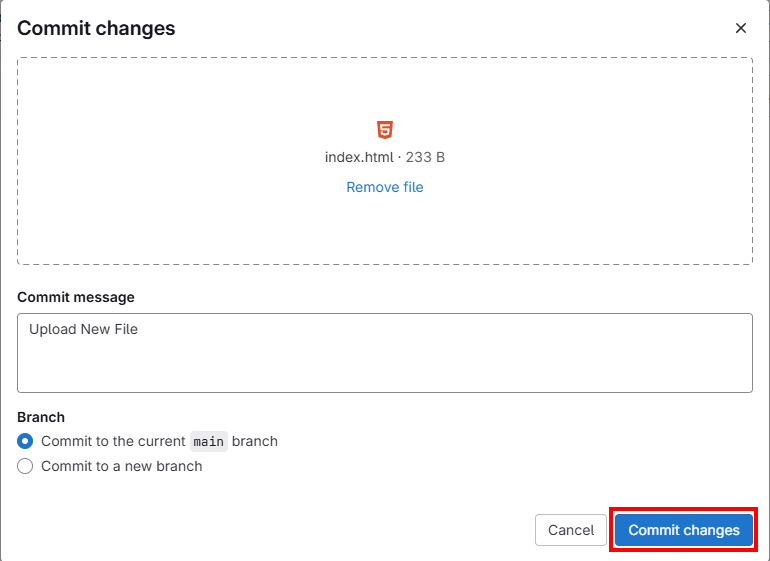 Commit changes
index.html · 233 B
Remove file
Commit message
Upload New File
Branch
Commit to the current main branch
Commit to a new branch
Cancel Commit changes